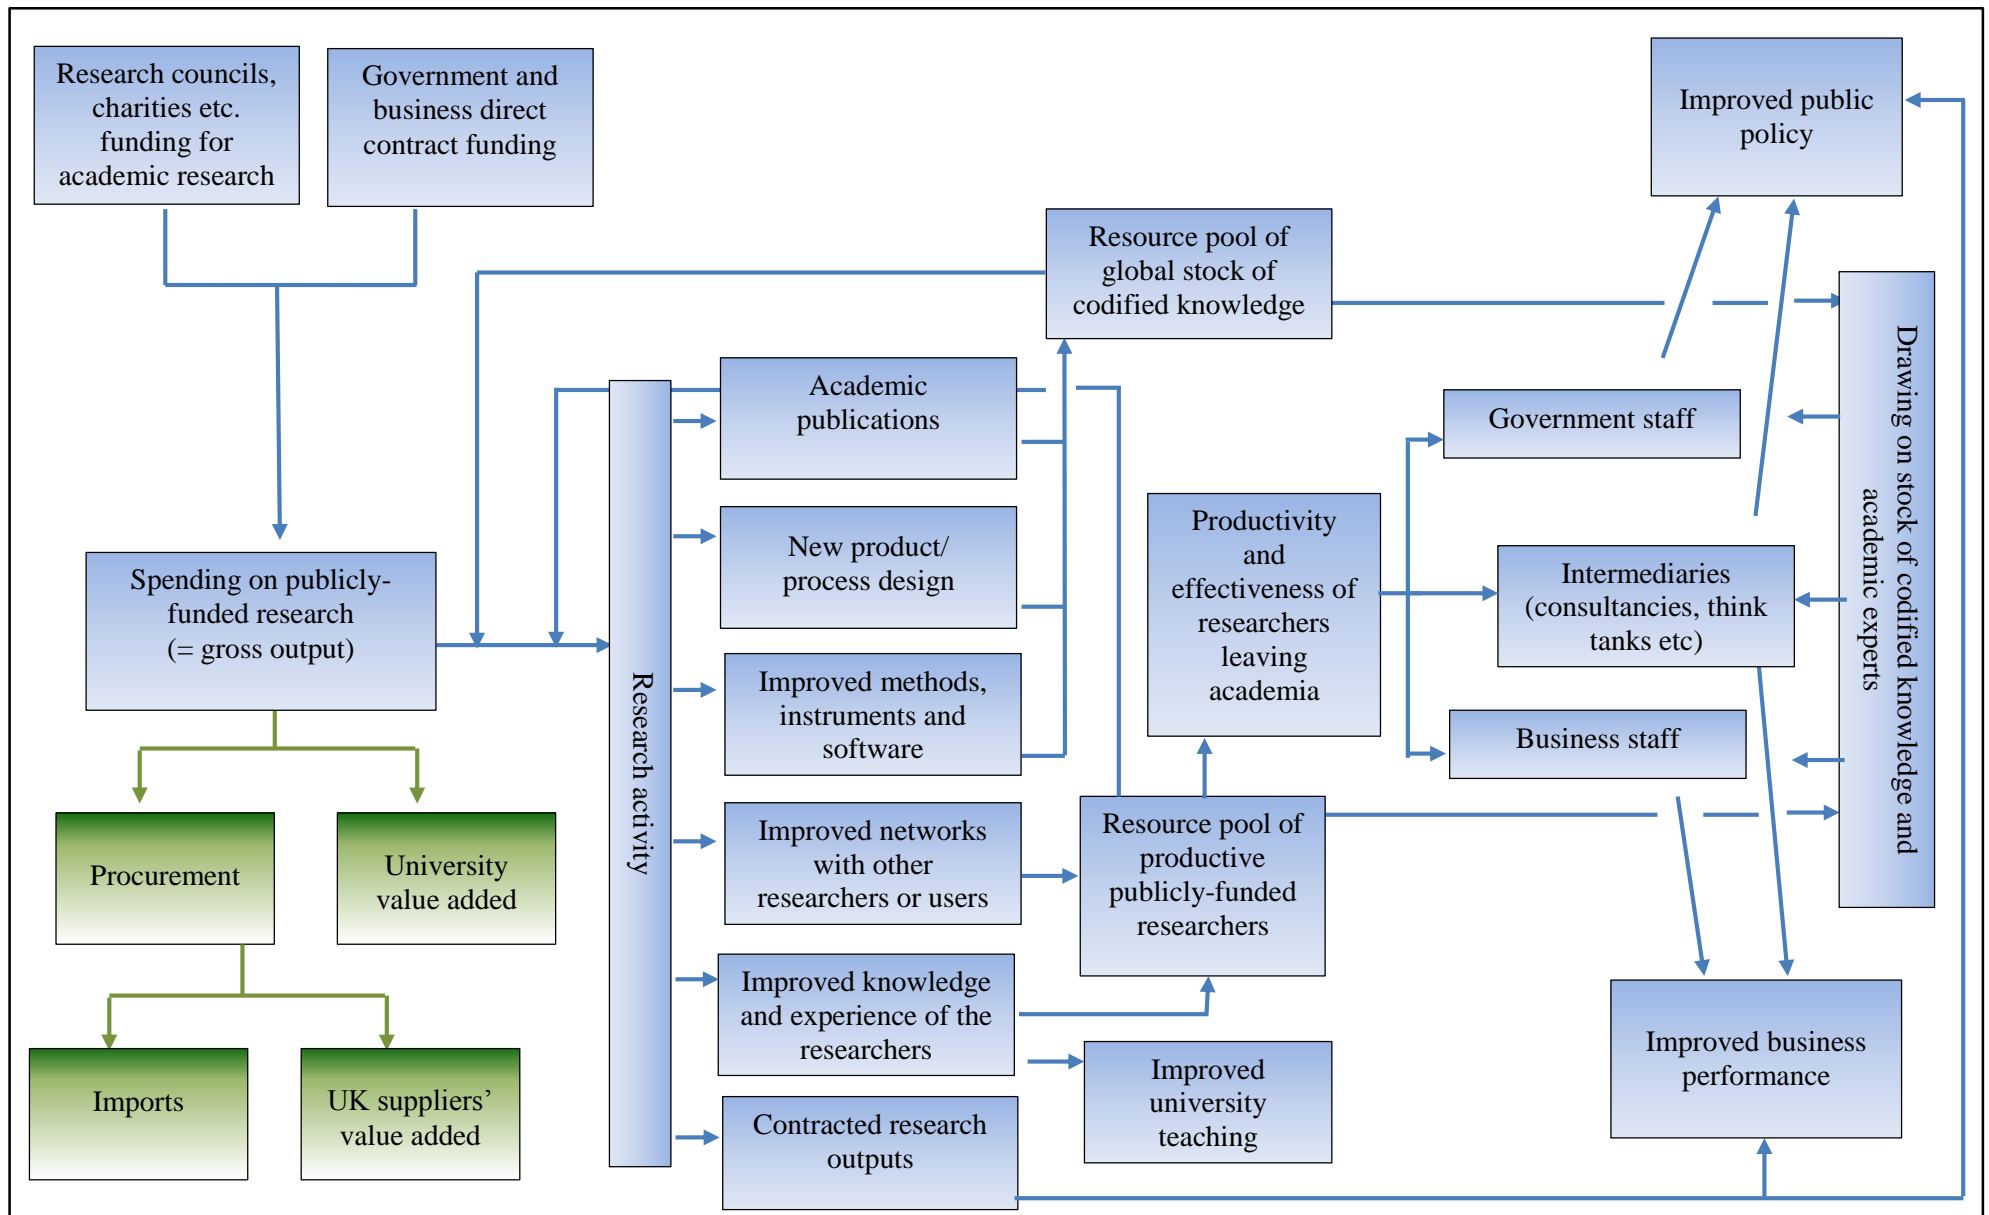 Research councils,
charities etc.
funding for
academic research
Government and
business direct
contract funding
Improved public
policy
Resource pool of
global stock of
codified knowledge
Academic
publications
Government staff
Drawing on stock of codified knowledge and
academic experts
New product/
process design
Productivity
and
effectiveness of
researchers
leaving
academia
Intermediaries
(consultancies, think
tanks etc)
Spending on publicly-
funded research
(= gross output)
Research activity
Improved methods,
instruments and
software
Business staff
Procurement
University
value added
Improved networks
with other
researchers or users
Resource pool of
productive
publicly-funded
researchers
Improved knowledge
and experience of the
researchers
Improved business
performance
Imports
UK suppliers’
value added
Improved
university
teaching
Contracted research
outputs